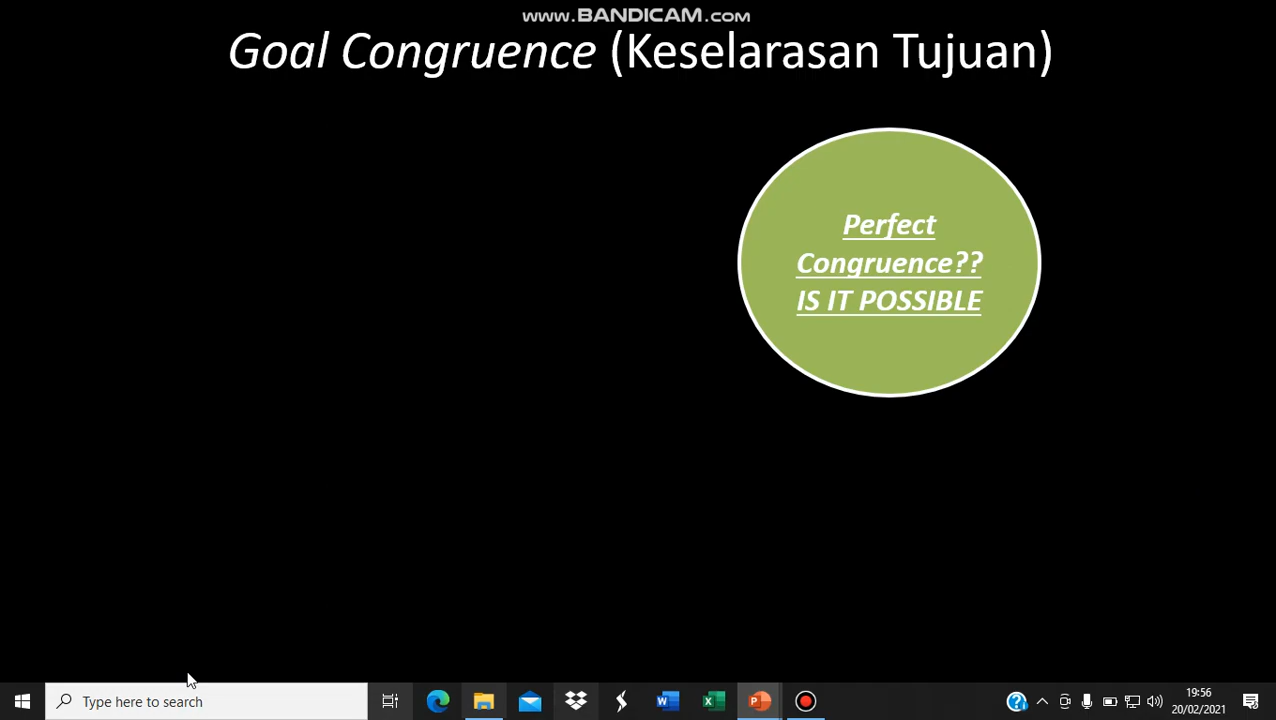 www.BANDICAM.com
Goal Congruence (Keselarasan Tujuan)
Perfect
Congruence??
IS IT POSSIBLE
Type here to search
19:56
20/02/2021